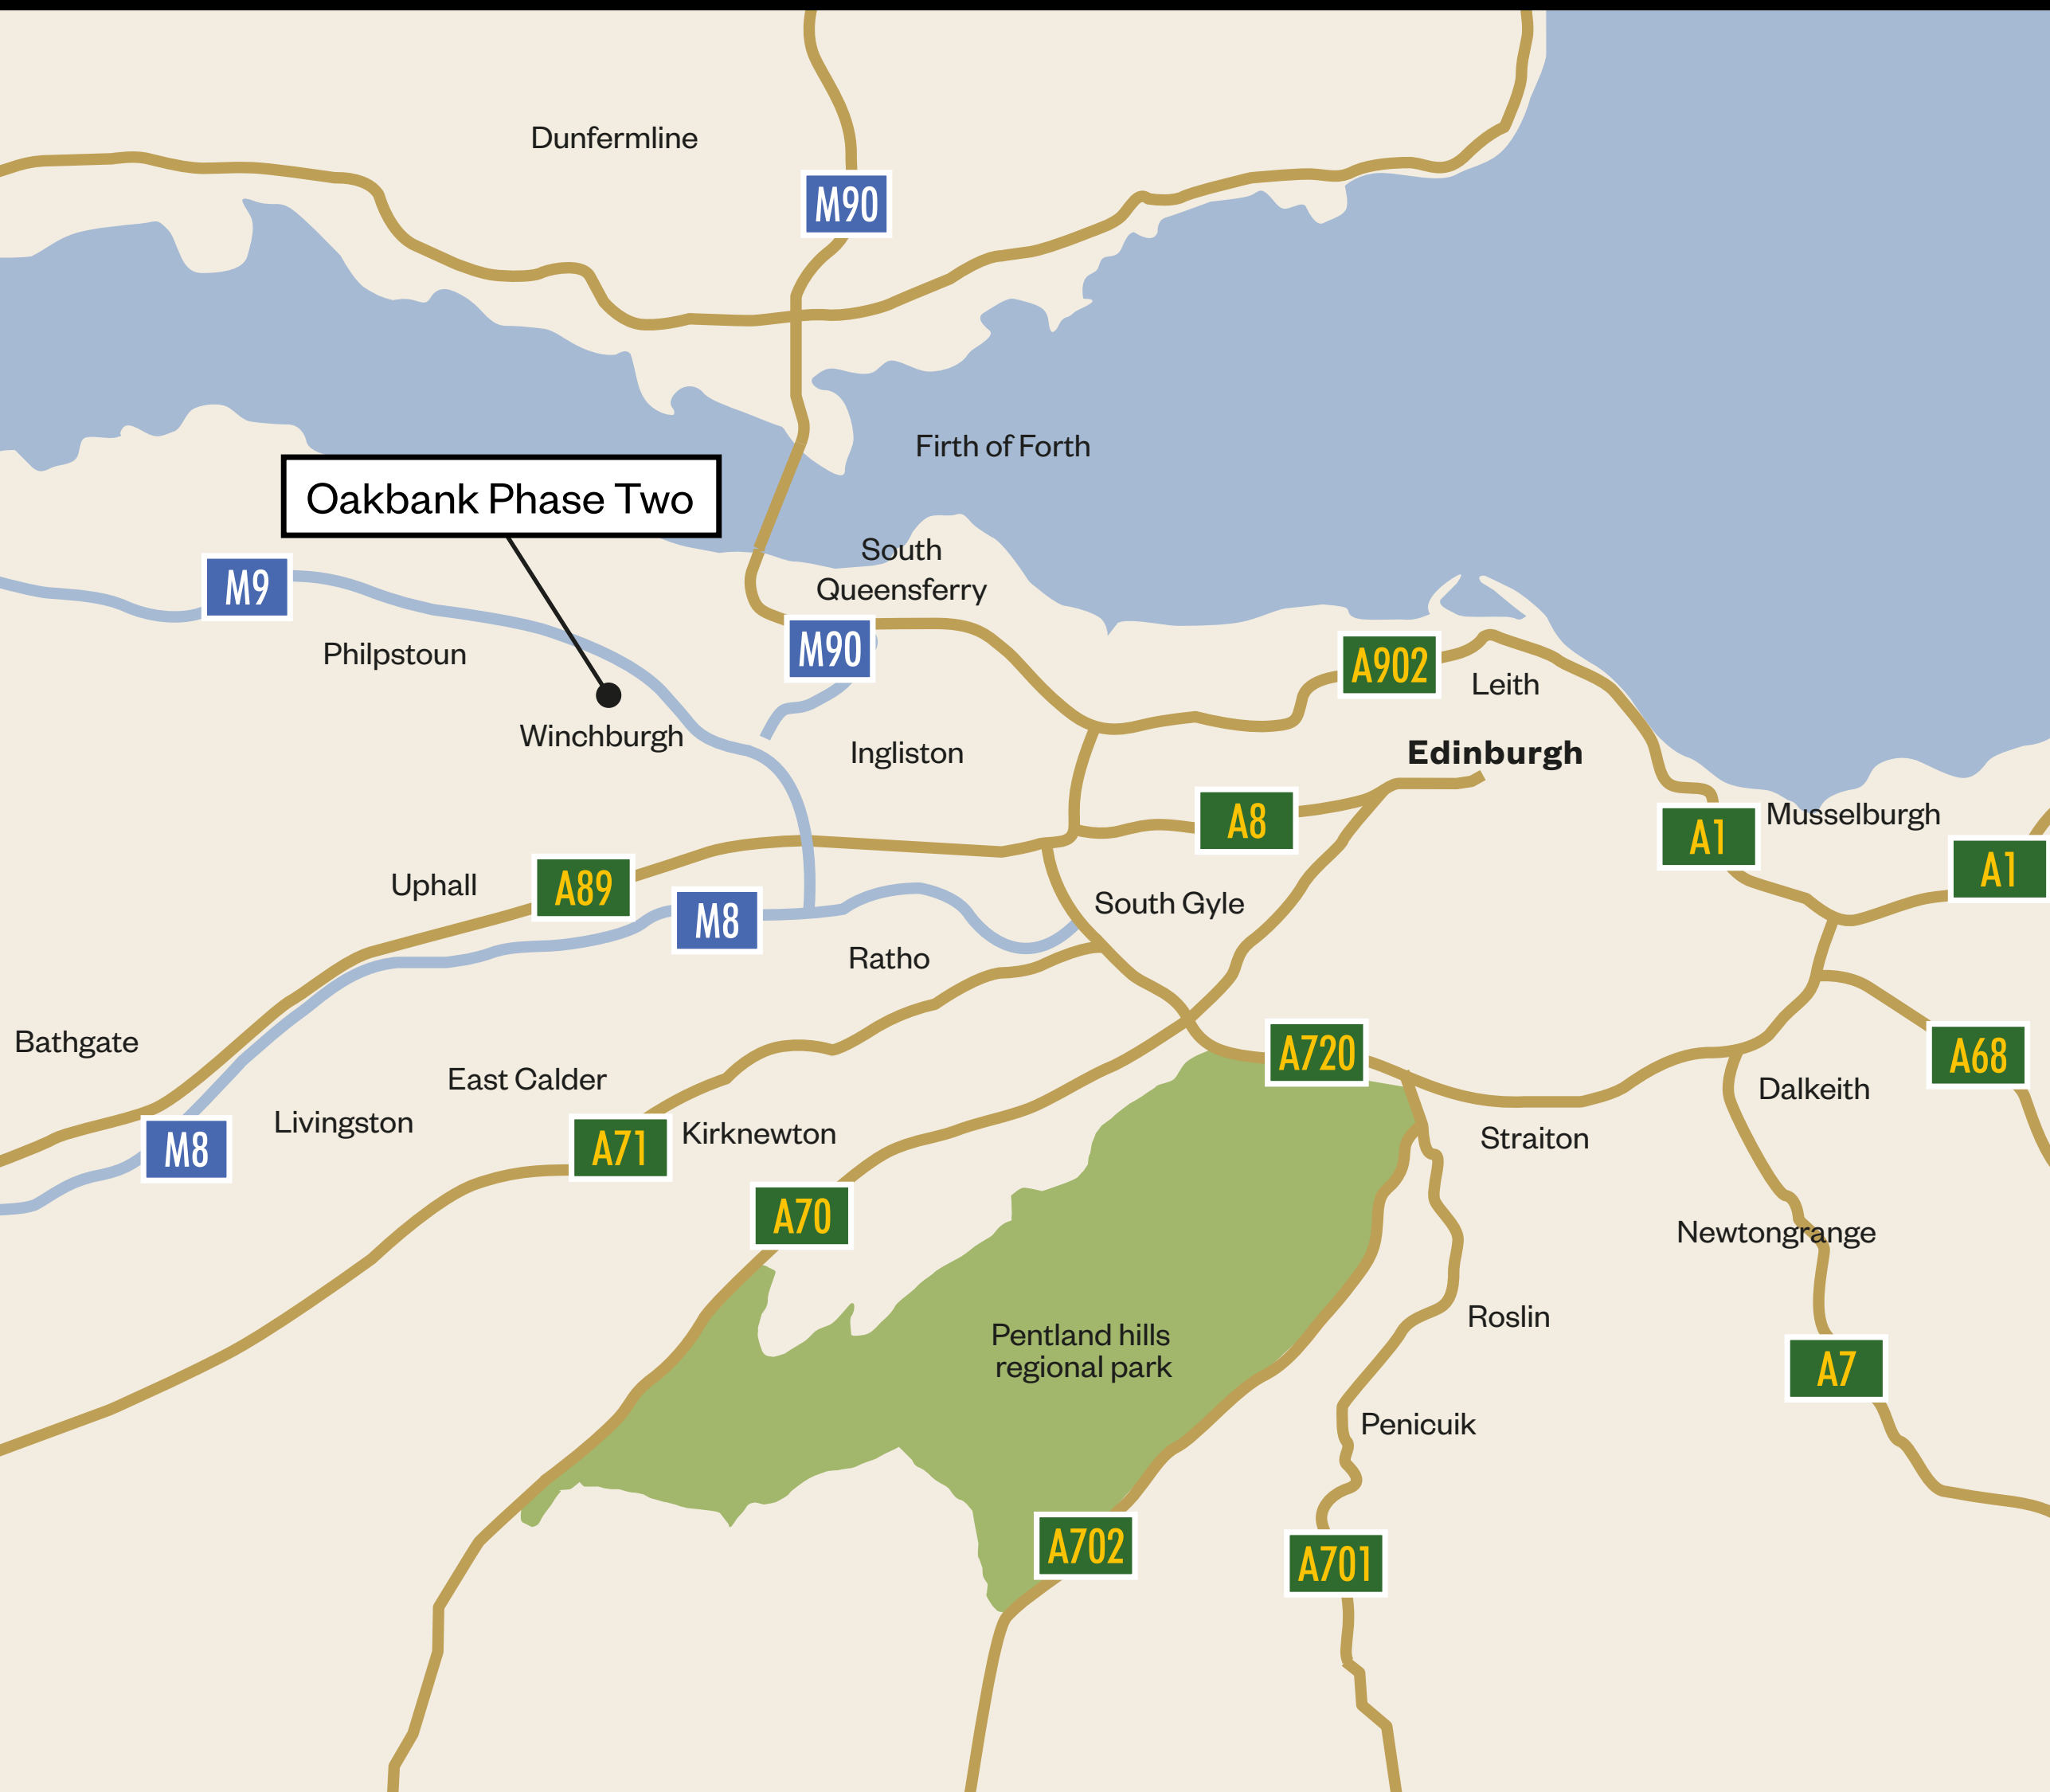 Dunfermline
M90
Firth of Forth
Oakbank Phase Two
South
Queensferry
M9
M90
Philpstoun
A902
Leith
Winchburgh
Ingliston
Edinburgh
A8
Musselburgh
A1
A1
Uphall
A89
M8
South Gyle
Ratho
Bathgate
A720
A68
East Calder
Dalkeith
Livingston
Kirknewton
Straiton
M8
A71
A70
Newtongrange
Roslin
Pentland hills
regional park
A7
Penicuik
A702
A701